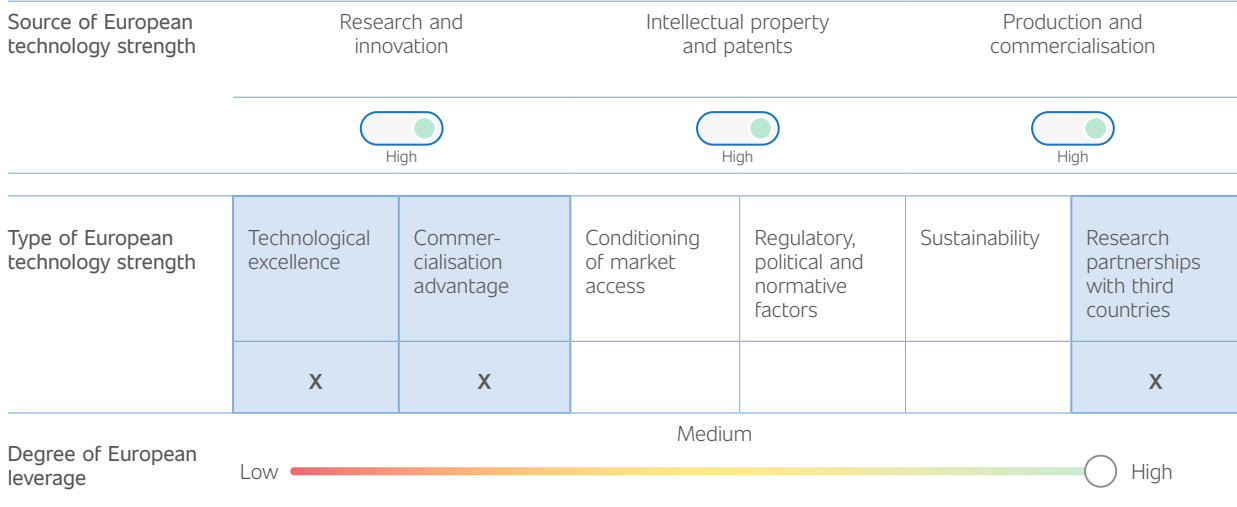 Source of European
technology strength
Research and
innovation
Intellectual property
and patents
Production and
commercialisation
High
High
High
Type of European
technology strength
Technological
excellence
Commer-
cialisation
advantage
Conditioning
of market
access
Regulatory,
political and
normative
factors
Sustainability
Research
partnerships
with third
countries
X
X
X
Degree of European
leverage
Low
Medium
High